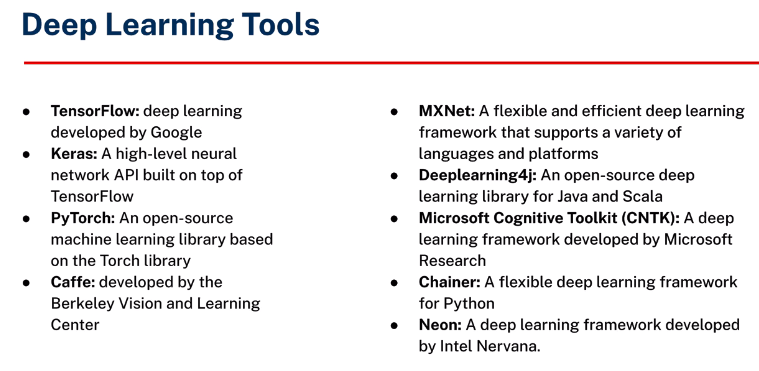 Deep Learning Tools
● TensorFlow: deep learning
developed by Google
● Keras: A high-level neural
network API built on top of
TensorFlow
● PyTorch: An open-source
machine learning library based
on the Torch library
● Caffe: developed by the
Berkeley Vision and Learning
Center
● MXNet: A flexible and efficient deep learning
framework that supports a variety of
languages and platforms
● Deeplearning4j: An open-source deep
learning library for Java and Scala
● Microsoft Cognitive Toolkit (CNTK): A deep
learning framework developed by Microsoft
Research
● Chainer: A flexible deep learning framework
for Python
● Neon: A deep learning framework developed
by Intel Nervana.